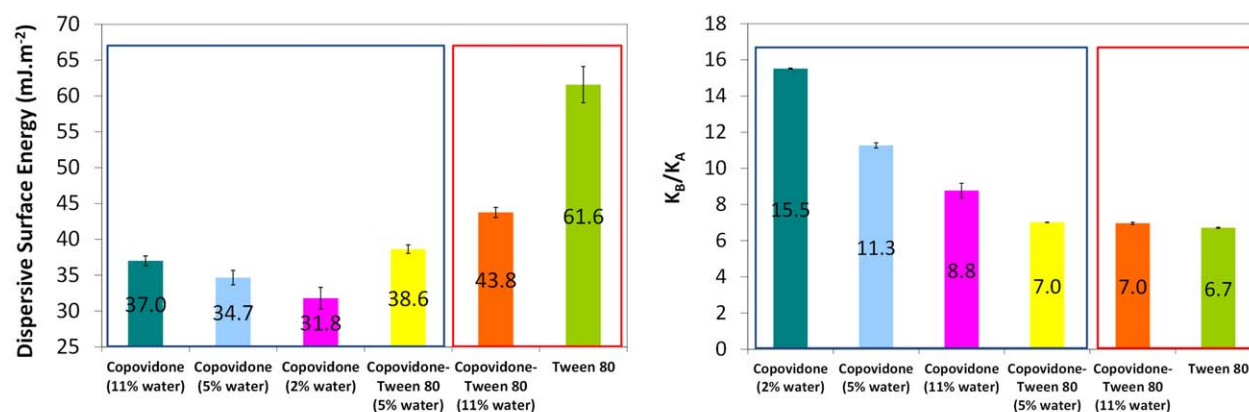 Dispersive Surface Energy (mJ.m⁻²)
70
65
60
55
50
45
40
35
30
25
37.0
34.7
31.8
38.6
43.8
61.6
Copovidone
(11% water)
Copovidone
(5% water)
Copovidone
(2% water)
Copovidone-
Tween 80
(5% water)
Copovidone-
Tween 80
(11% water)
Tween 80
K_B/K_A
18
16
14
12
10
8
6
4
2
0
15.5
11.3
8.8
7.0
7.0
6.7
Copovidone
(2% water)
Copovidone
(5% water)
Copovidone
(11% water)
Copovidone-
Tween 80
(5% water)
Copovidone-
Tween 80
(11% water)
Tween 80